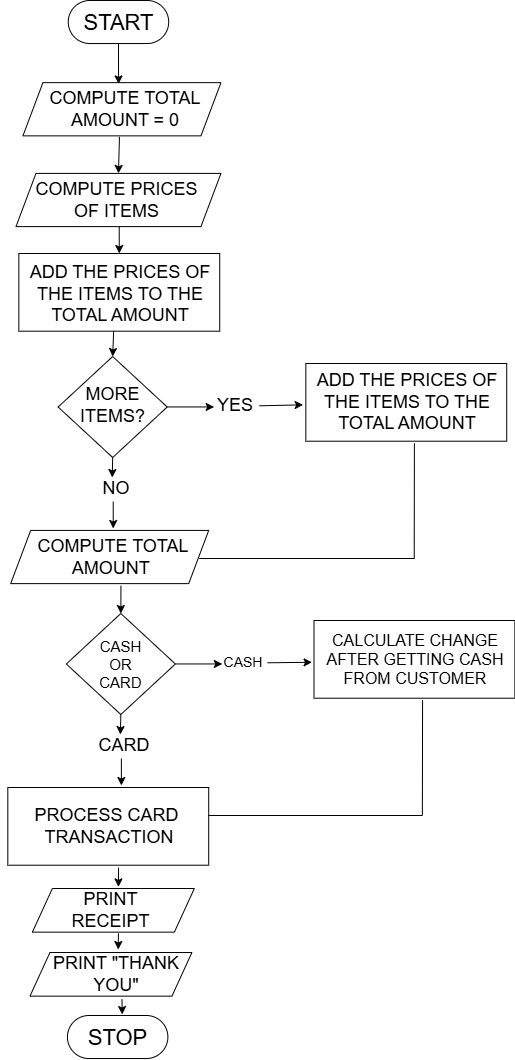 START
COMPUTE TOTAL
AMOUNT = 0
COMPUTE PRICES
OF ITEMS
ADD THE PRICES OF
THE ITEMS TO THE
TOTAL AMOUNT
MORE
ITEMS?
YES
ADD THE PRICES OF
THE ITEMS TO THE
TOTAL AMOUNT
NO
COMPUTE TOTAL
AMOUNT
CASH
OR
CARD
CASH
CALCULATE CHANGE
AFTER GETTING CASH
FROM CUSTOMER
CARD
PROCESS CARD
TRANSACTION
PRINT
RECEIPT
PRINT "THANK
YOU"
STOP